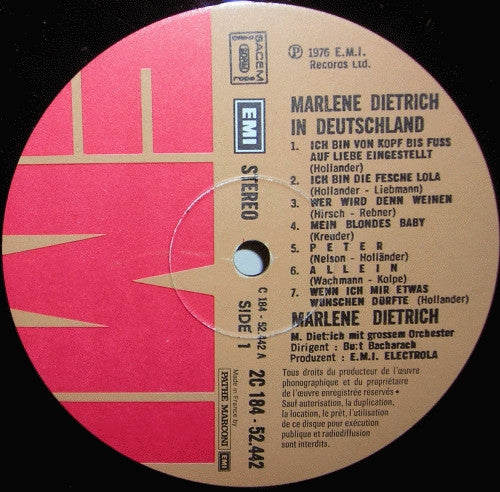 ℗ 1976 E.M.I.
Records Ltd.
MARLENE DIETRICH
IN DEUTSCHLAND
1. ICH BIN VON KOPF BIS FUSS
AUF LIEBE EINGESTELLT
(Hollander)
2. ICH BIN DIE FESCHE LOLA
(Hollander - Liebmann)
3. WER WIRD DENN WEINEN
(Hirsch - Rebner)
4. MEIN BLONDES BABY
(Kreuder)
5. PETER
(Nelson - Holländer)
6. ALLEIN
(Wachmann - Kolpe)
7. WENN ICH MIR ETWAS
WÜNSCHEN DÜRFTE (Hollander)
MARLENE DIETRICH
M. Dietrich mit grossem Orchester
Dirigent : Burt Bacharach
Produzent : E.M.I. ELECTROLA
Tous droits du producteur de l'œuvre
phonographique et du propriétaire
de l'œuvre enregistrée réservés •
Sauf autorisation, la duplication,
la location, le prêt, l'utilisation
de ce disque pour exécution
publique et radiodiffusion
sont interdits.
SACEM
EMI
STEREO
C 184 - 52.442 A
SIDE 1
2C 184 - 52.442
Made in France by
PATHE MARCONI
EMI